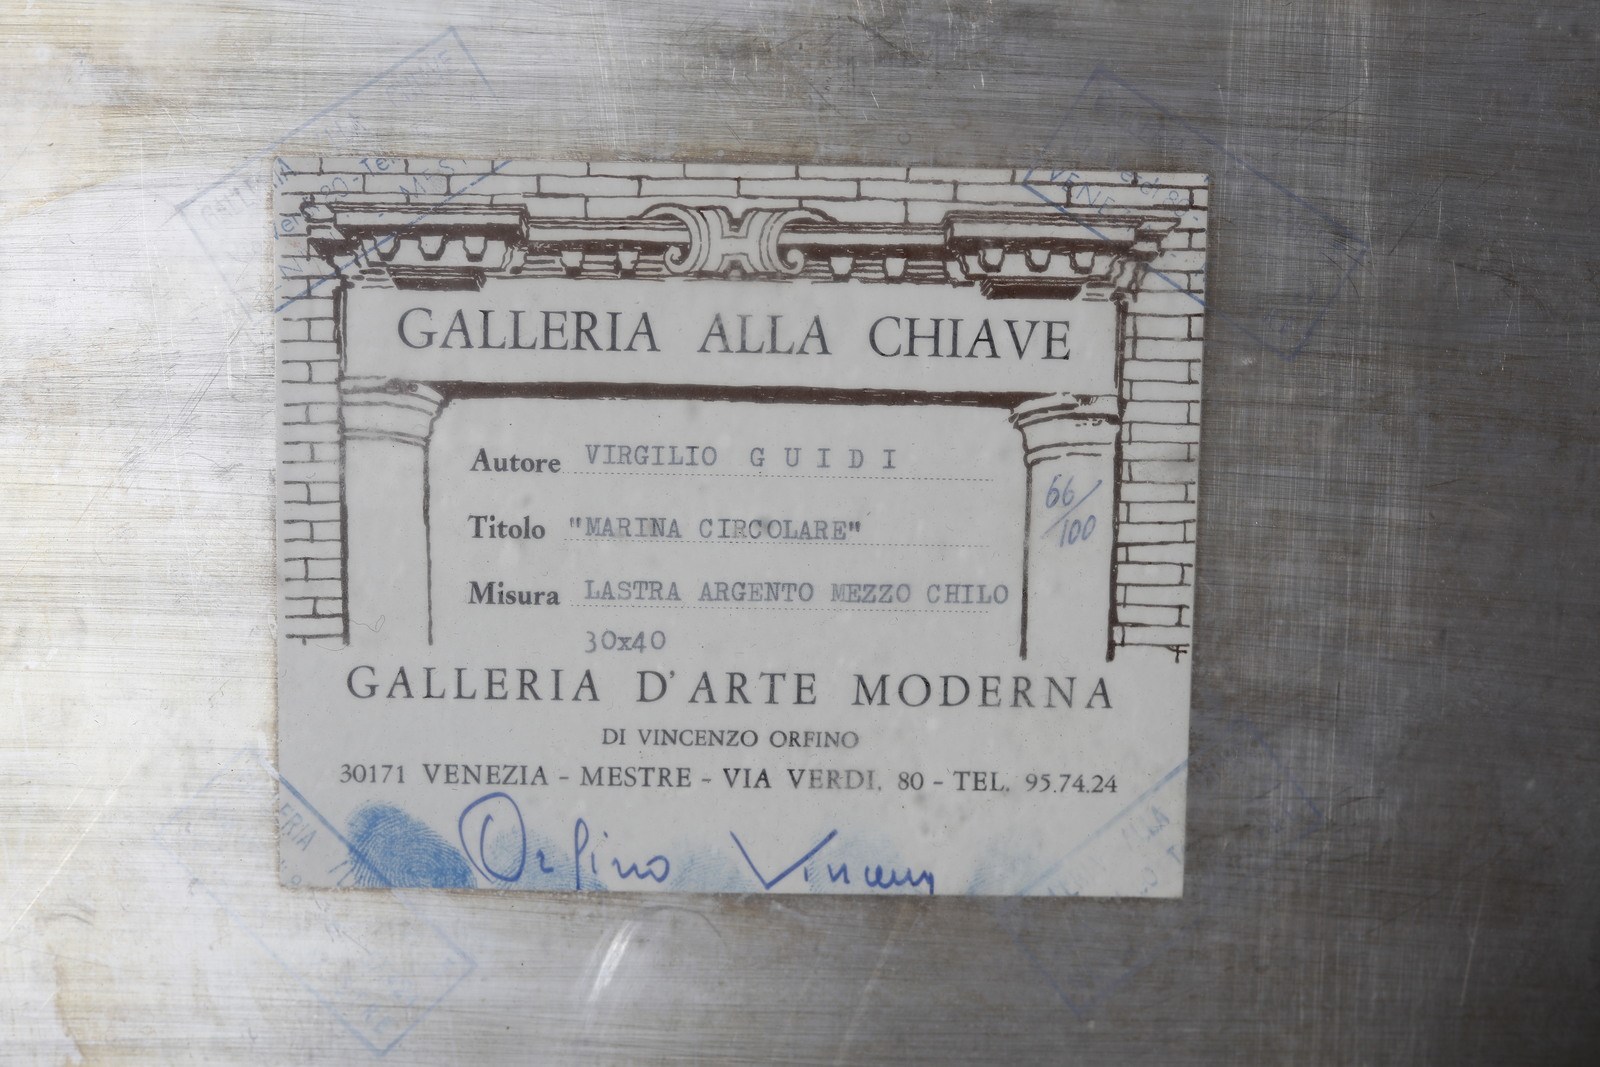 GALLERIA ALLA CHIAVE
Autore VIRGILIO G U I D I
66/100
Titolo "MARINA CIRCOLARE"
Misura LASTRA ARGENTO MEZZO CHILO
30x40
GALLERIA D'ARTE MODERNA
DI VINCENZO ORFINO
30171 VENEZIA - MESTRE - VIA VERDI, 80 - TEL. 95.74.24
Orfino Vincenzo